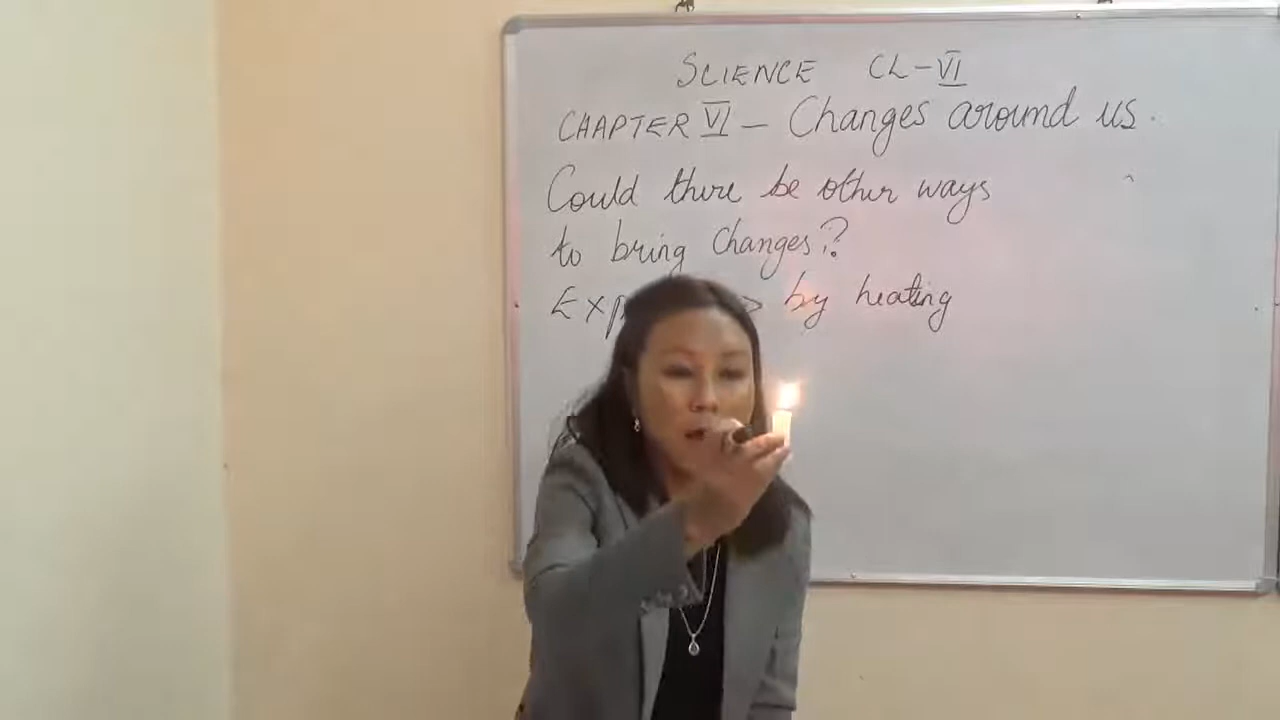 SCIENCE CL-VI
CHAPTER VI - Changes around us.
Could there be other ways
to bring changes?
by heating